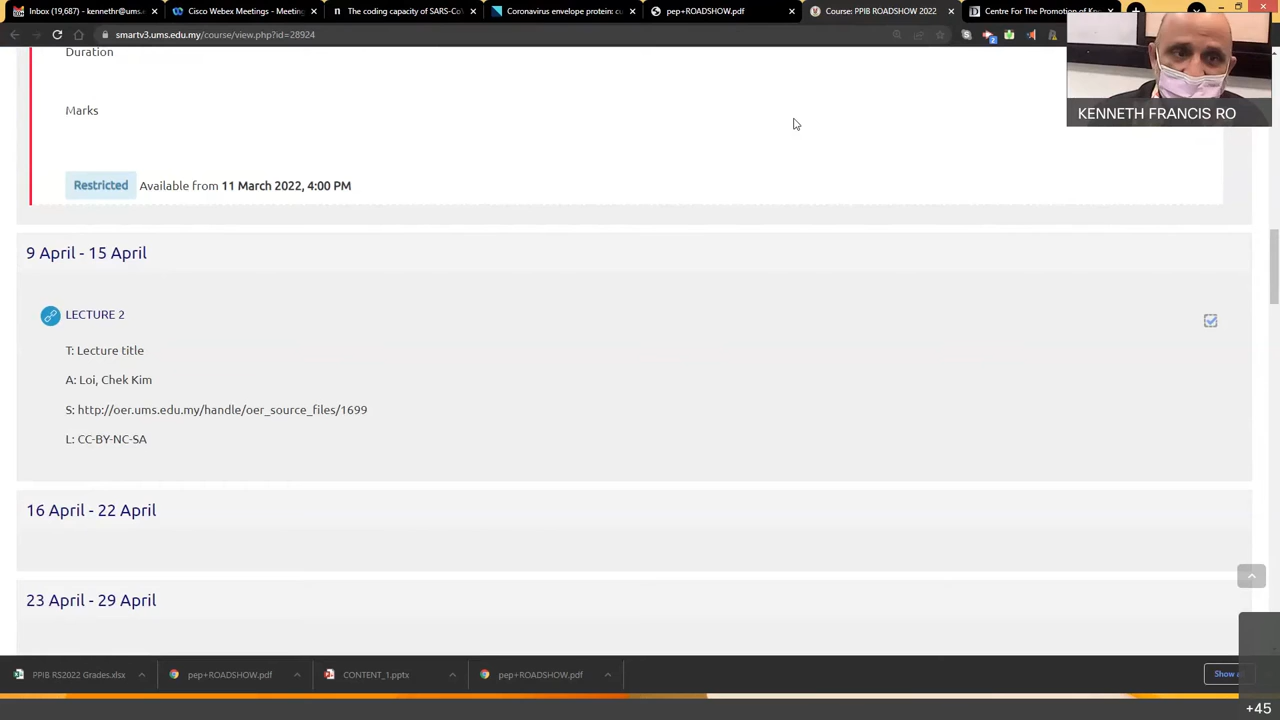 Inbox (19,687) - kennethr@ums.e
Cisco Webex Meetings - Meeting
The coding capacity of SARS-CoV
Coronavirus envelope protein: cu
pep+ROADSHOW.pdf
Course: PPIB ROADSHOW 2022
Centre For The Promotion of Kn
smartv3.ums.edu.my/course/view.php?id=28924
Duration
Marks
KENNETH FRANCIS RO
Restricted Available from 11 March 2022, 4:00 PM
9 April - 15 April
LECTURE 2
T: Lecture title
A: Loi, Chek Kim
S: http://oer.ums.edu.my/handle/oer_source_files/1699
L: CC-BY-NC-SA
16 April - 22 April
23 April - 29 April
PPIB RS2022 Grades.xlsx
pep+ROADSHOW.pdf
CONTENT_1.pptx
pep+ROADSHOW.pdf
Show
+45